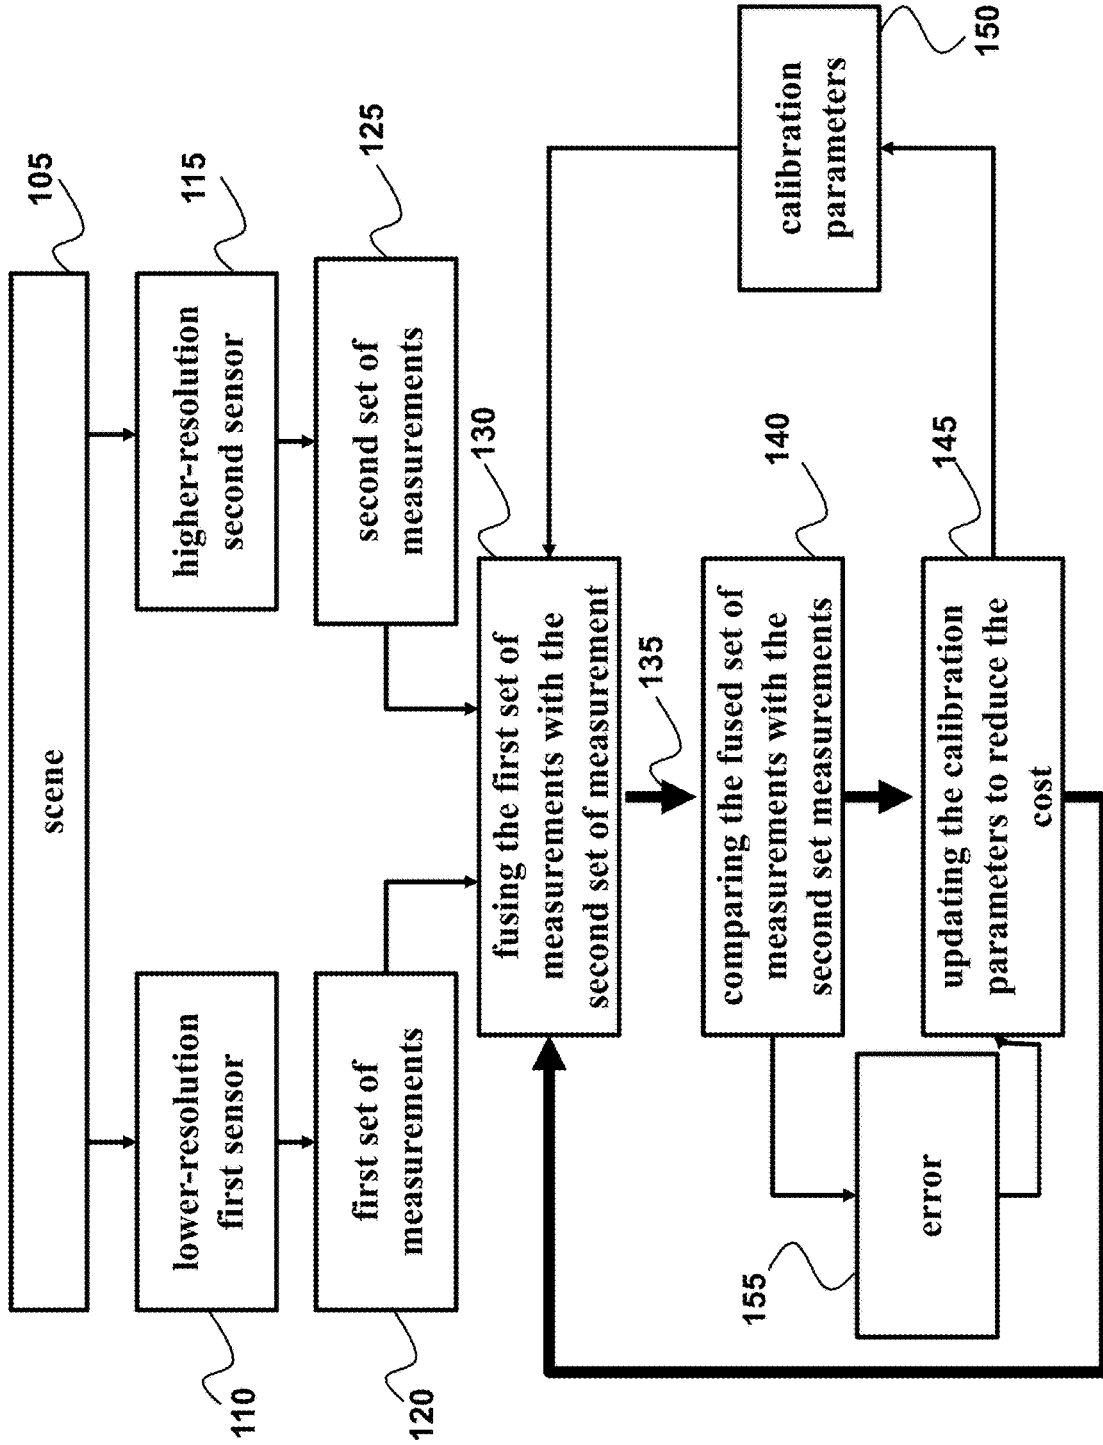 scene
105
lower-resolution
first sensor
110
higher-resolution
second sensor
115
first set of
measurements
120
second set of
measurements
125
fusing the first set of
measurements with the
second set of measurement
130
135
comparing the fused set of
measurements with the
second set measurements
140
error
155
updating the calibration
parameters to reduce the
cost
145
calibration
parameters
150